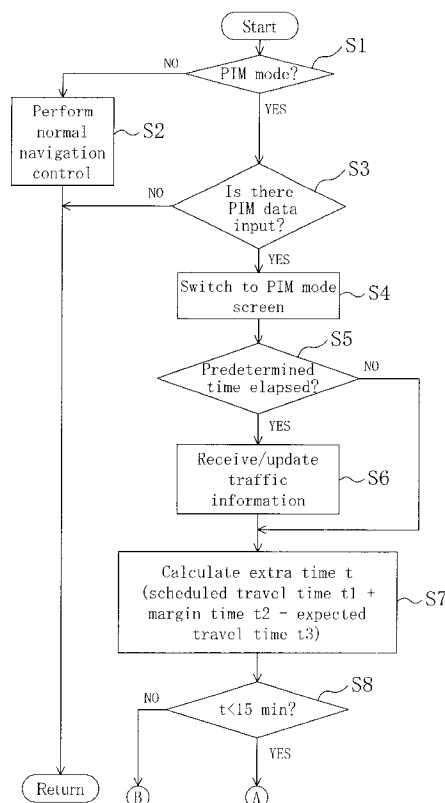 Start
S1
NO
PIM mode?
Perform
normal
navigation
control
S2
YES
S3
NO
Is there
PIM data
input?
YES
Switch to PIM mode
screen
S4
S5
Predetermined
time elapsed?
NO
YES
Receive/update
traffic
information
S6
Calculate extra time t
(scheduled travel time t1 +
margin time t2 - expected
travel time t3)
S7
S8
NO
t<15 min?
YES
Return
B
A